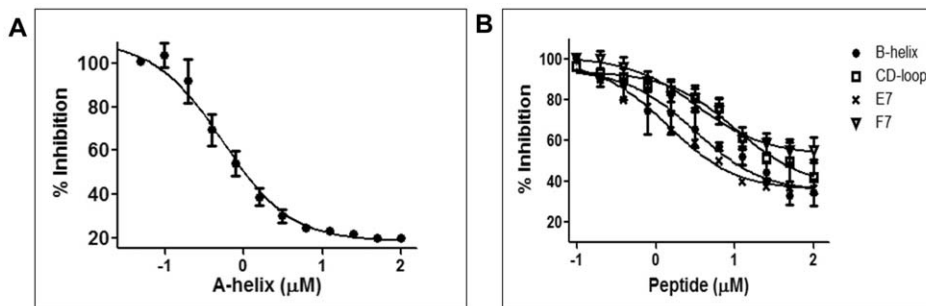 A
% Inhibition
100
80
60
40
20
-1
0
1
2
A-helix (μM)
B
% Inhibition
100
80
60
40
20
0
-1
0
1
2
Peptide (μM)
B-helix
CD-loop
E7
F7